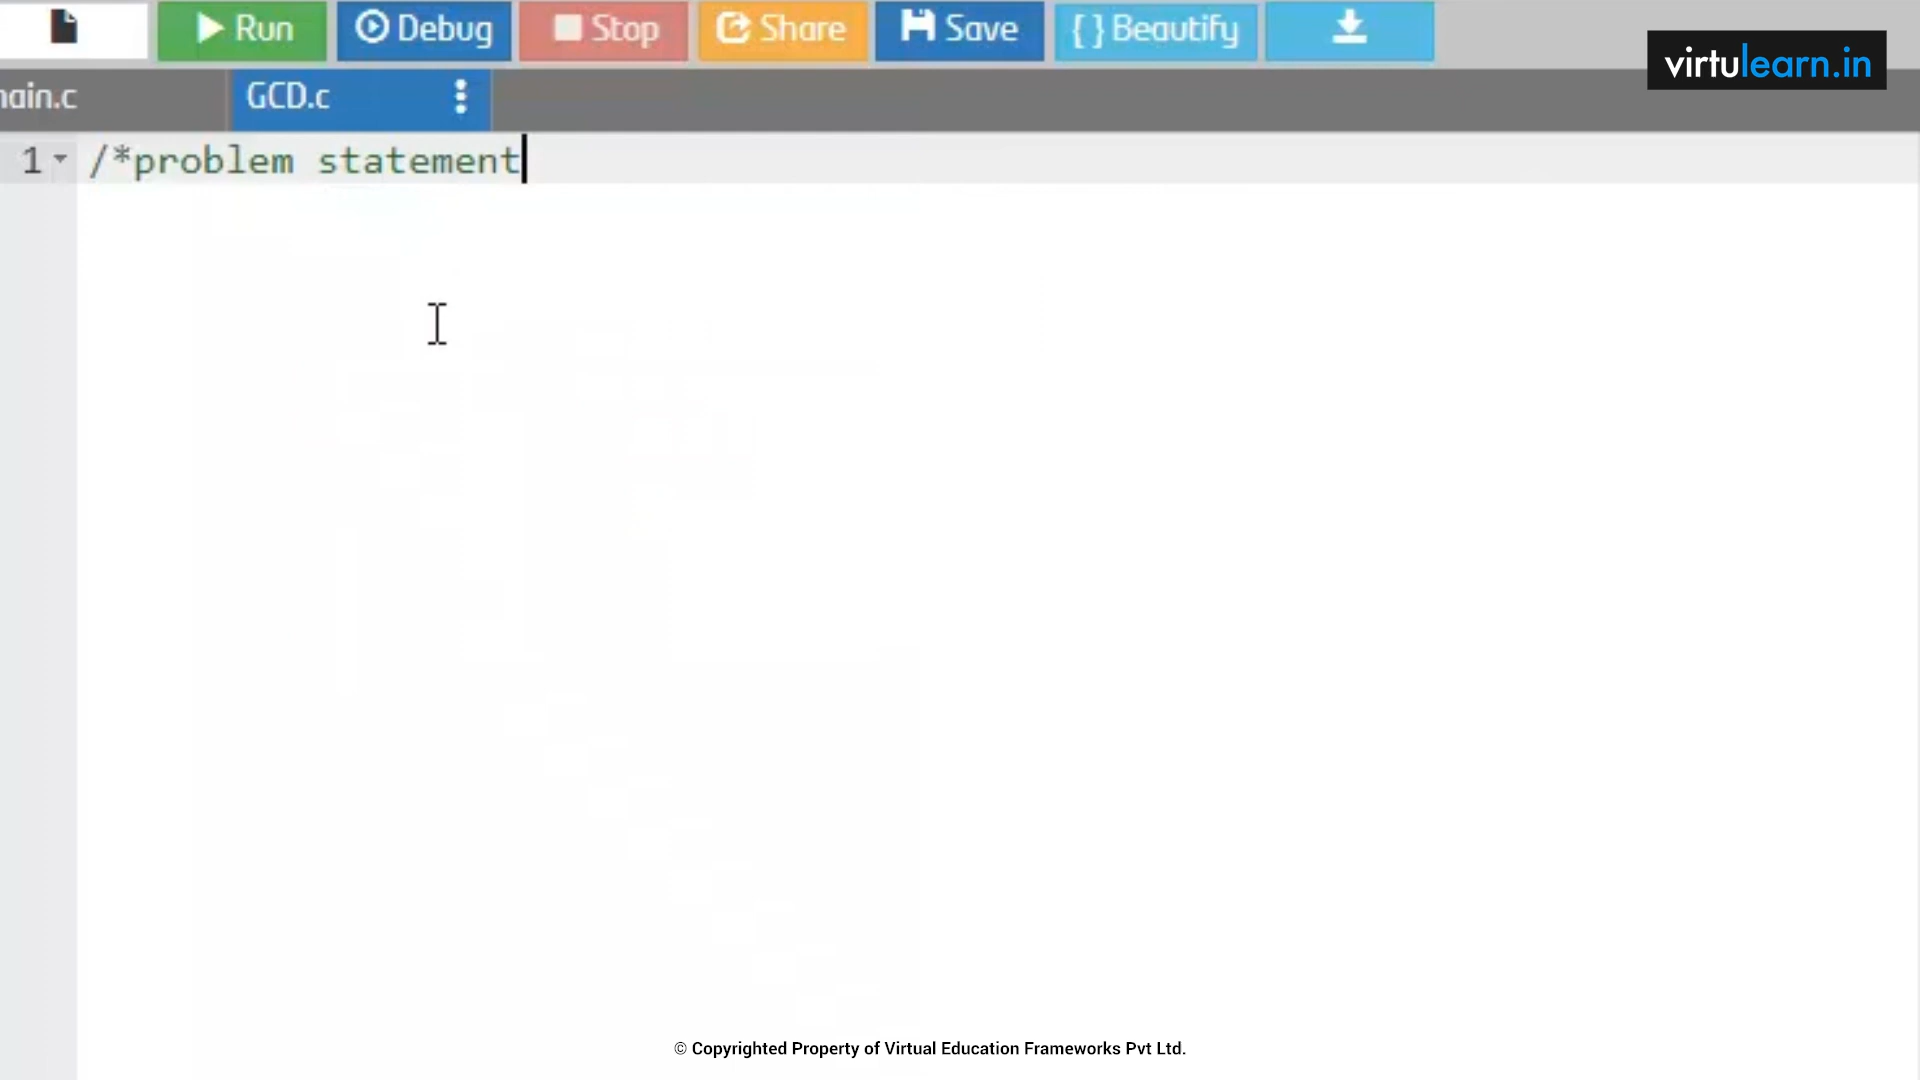 Run Debug Stop Share Save { } Beautify
virtulearn.in
main.c GCD.c
1 /*problem statement
© Copyrighted Property of Virtual Education Frameworks Pvt Ltd.